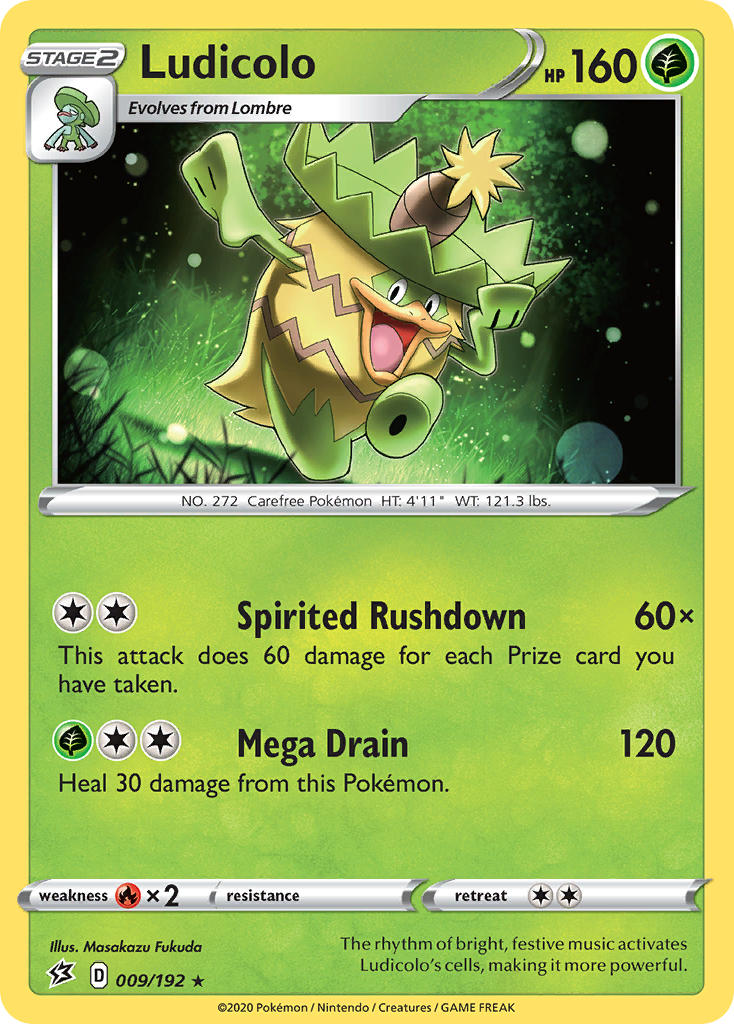 STAGE2
Ludicolo
HP 160
Evolves from Lombre
NO. 272 Carefree Pokémon HT: 4'11" WT: 121.3 lbs.
Spirited Rushdown 60×
This attack does 60 damage for each Prize card you
have taken.
Mega Drain 120
Heal 30 damage from this Pokémon.
weakness ×2 resistance retreat
Illus. Masakazu Fukuda
The rhythm of bright, festive music activates
Ludicolo's cells, making it more powerful.
D 009/192 ★
©2020 Pokémon / Nintendo / Creatures / GAME FREAK